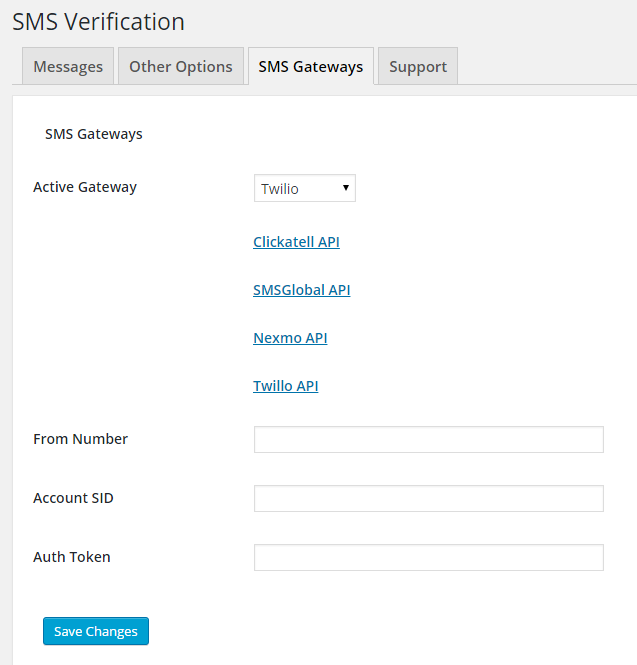 SMS Verification
Messages Other Options SMS Gateways Support
SMS Gateways
Active Gateway Twilio
Clickatell API
SMSGlobal API
Nexmo API
Twillo API
From Number
Account SID
Auth Token
Save Changes